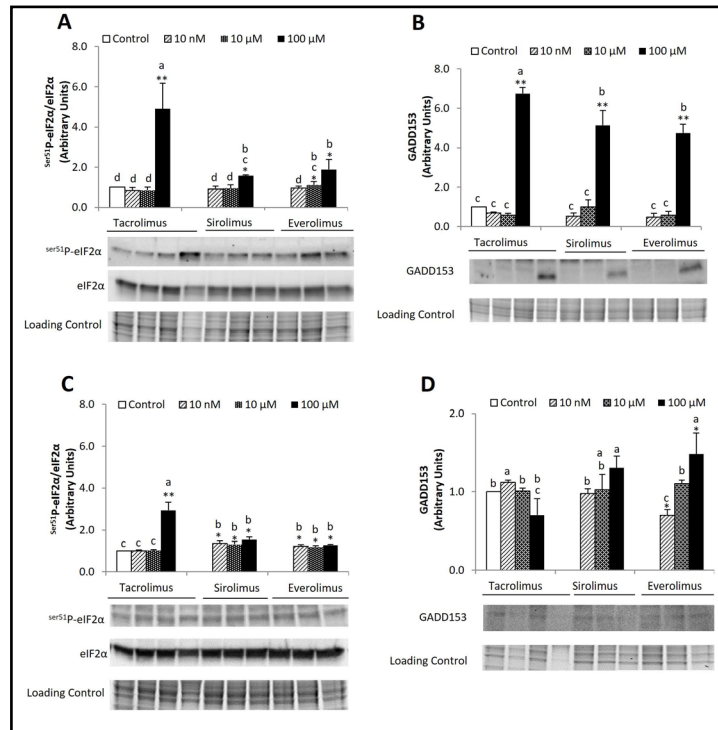 A
Control 10 nM 10 µM 100 µM
Ser51P-eIF2α/eIF2α
(Arbitrary Units)
8.0
6.0
4.0
2.0
0.0
a
**
d d d
d d
b
c
*
d
b
c
*
b
*
Tacrolimus Sirolimus Everolimus
ser51P-eIF2α
eIF2α
Loading Control
B
Control 10 nM 10 µM 100 µM
GADD153
(Arbitrary Units)
8.0
6.0
4.0
2.0
0.0
a
**
c c c
b
**
c c
b
**
c c
Tacrolimus Sirolimus Everolimus
GADD153
Loading Control
C
Control 10 nM 10 µM 100 µM
Ser51P-eIF2α/eIF2α
(Arbitrary Units)
8.0
6.0
4.0
2.0
0.0
a
**
c c c
b b b
* * *
b b b
* * *
Tacrolimus Sirolimus Everolimus
ser51P-eIF2α
eIF2α
Loading Control
D
Control 10 nM 10 µM 100 µM
GADD153
(Arbitrary Units)
2.0
1.0
0.0
b a b b
c
b a
b
a
c
*
b a
*
Tacrolimus Sirolimus Everolimus
GADD153
Loading Control